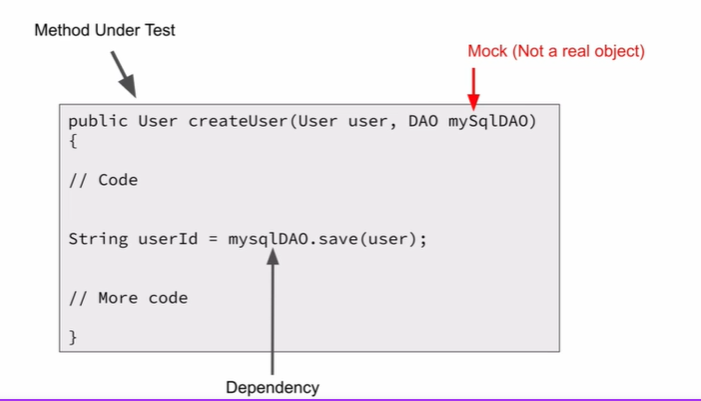 Method Under Test
Mock (Not a real object)
public User createUser(User user, DAO mySqlDAO)
{
// Code
String userId = mysqlDAO.save(user);
// More code
}
Dependency